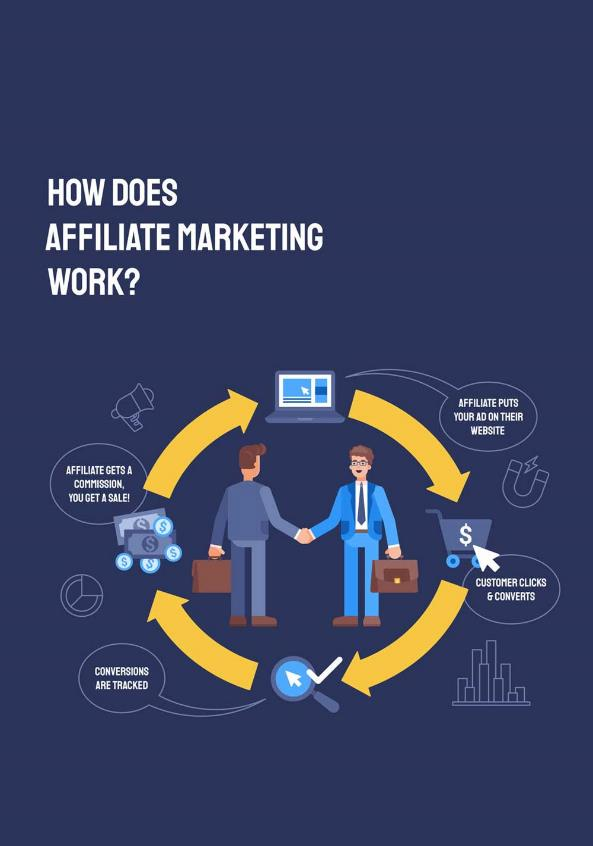 HOW DOES
AFFILIATE MARKETING
WORK?
AFFILIATE PUTS
YOUR AD ON THEIR
WEBSITE
AFFILIATE GETS A
COMMISSION,
YOU GET A SALE!
$
CUSTOMER CLICKS
& CONVERTS
CONVERSIONS
ARE TRACKED